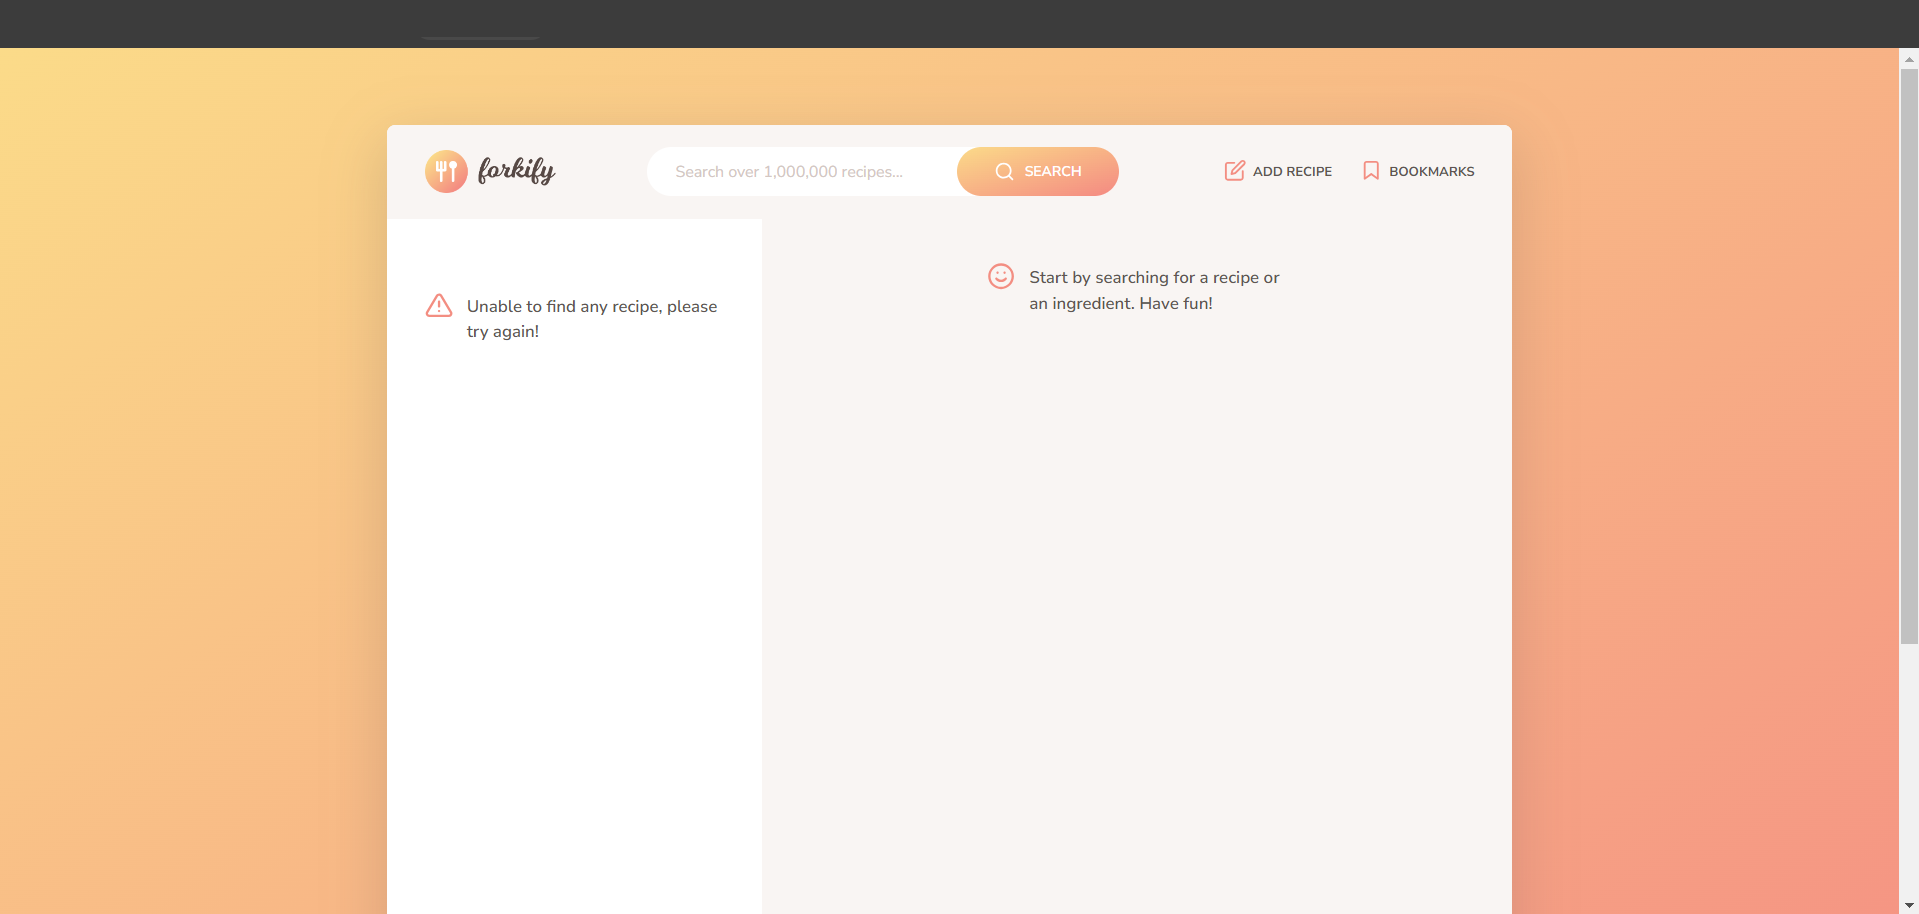 forkify
Search over 1,000,000 recipes...
SEARCH
ADD RECIPE
BOOKMARKS
Unable to find any recipe, please
try again!
Start by searching for a recipe or
an ingredient. Have fun!